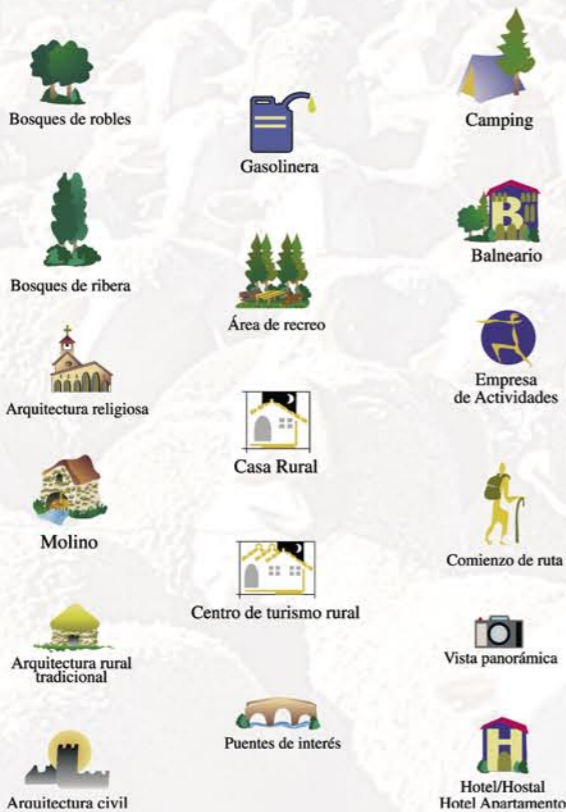 Bosques de robles
Bosques de ribera
Arquitectura religiosa
Molino
Arquitectura rural
tradicional
Arquitectura civil
Gasolinera
Área de recreo
Casa Rural
Centro de turismo rural
Puentes de interés
Camping
B
Balneario
Empresa
de Actividades
Comienzo de ruta
Vista panorámica
H
Hotel/Hostal
Hotel Apartamento